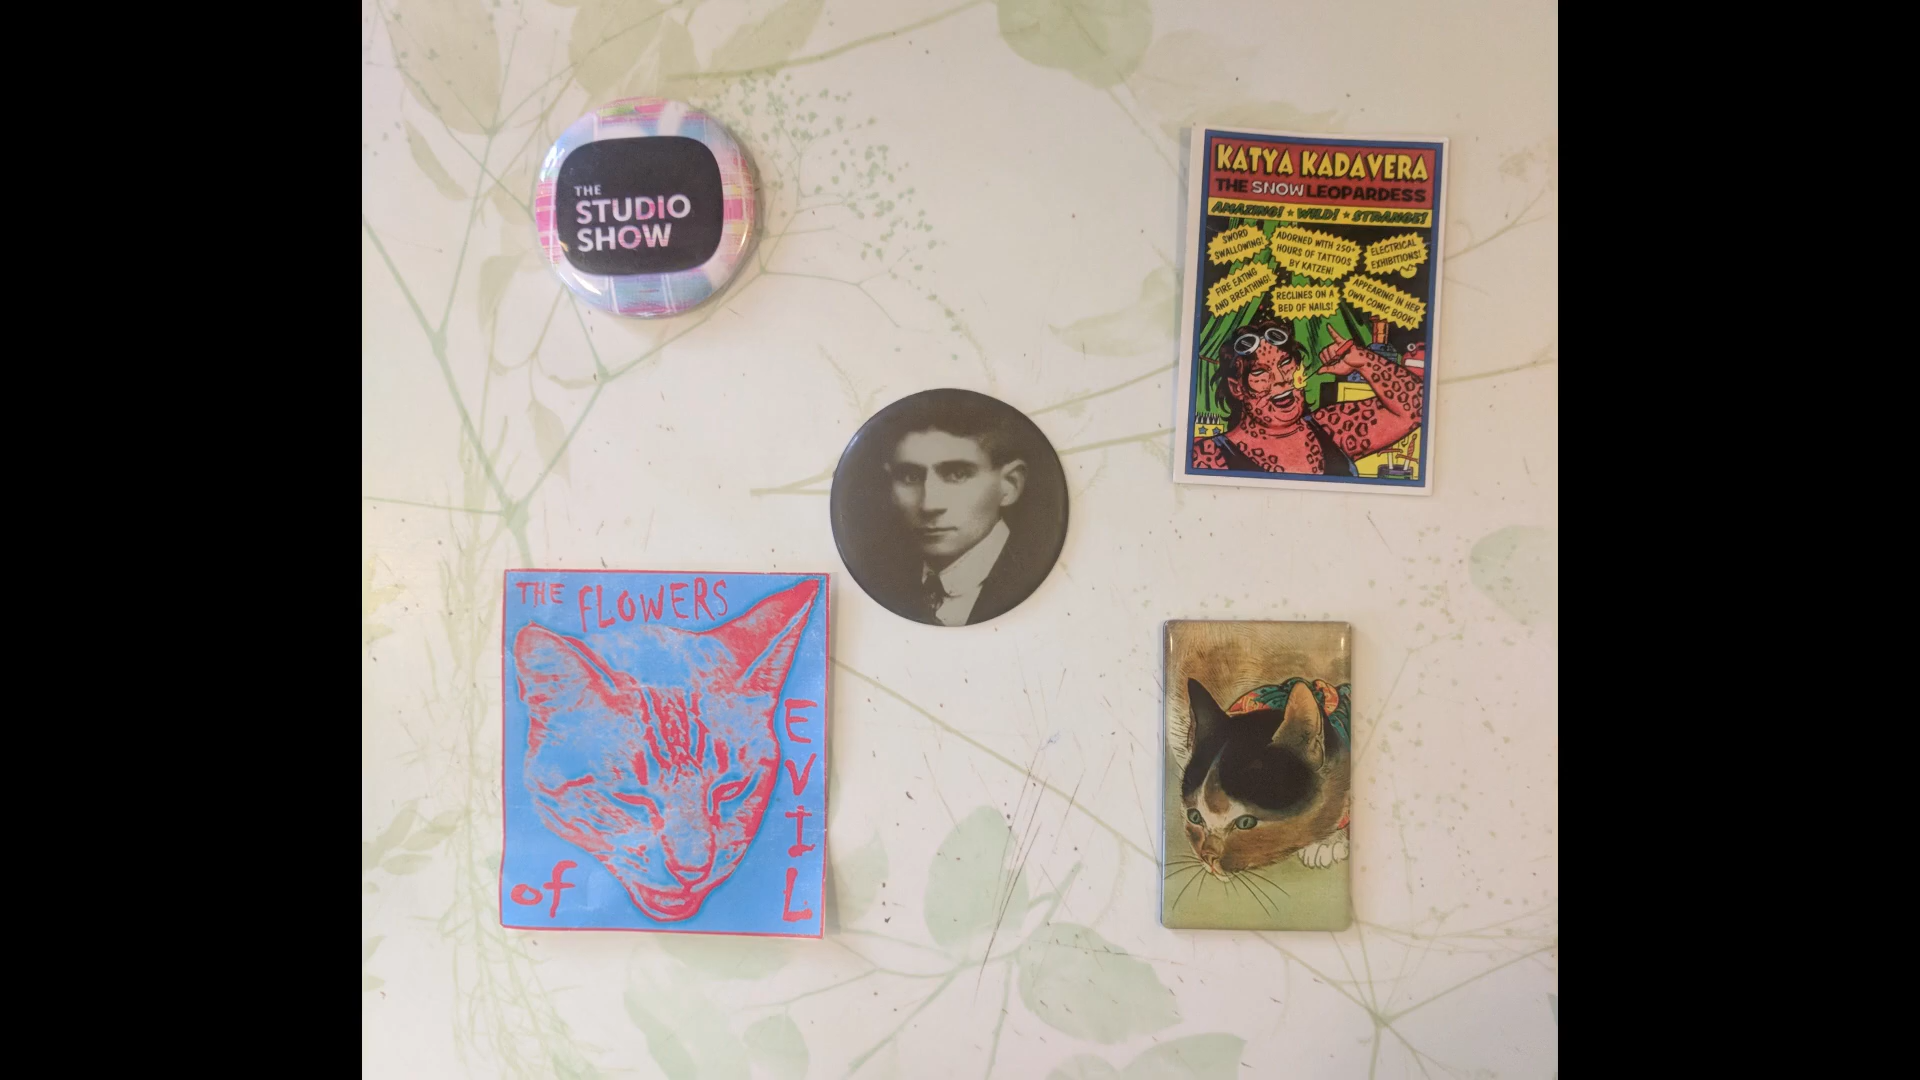 THE
STUDIO
SHOW
KATYA KADAVERA
THE SNOW LEOPARDESS
AMAZING! ★ WILD! ★ STRANGE!
SWORD
SWALLOWING!
ADORNED WITH 250+
HOURS OF TATTOOS
BY KATZEN!
ELECTRICAL
EXHIBITIONS!
FIRE EATING
AND BREATHING!
RECLINES ON A
BED OF NAILS!
APPEARING IN HER
OWN COMIC BOOK!
THE FLOWERS
of
EVIL